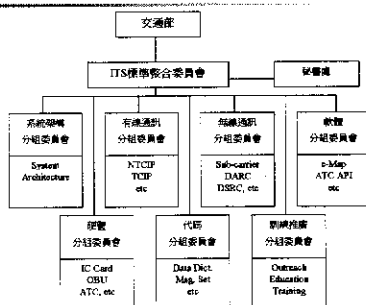 交通部
ITS標準整合委員會
秘書處
系統架構
分組委員會
System
Architecture
有線通訊
分組委員會
NTCIP
TCIP
etc
無線通訊
分組委員會
Sub-carrier
DARC
DSRC, etc
軟體
分組委員會
e-Map
ATC API
etc
硬體
分組委員會
IC Card
OBU
ATC, etc
代碼
分組委員會
Data Dict.
Msg. Set
etc
訓練推廣
分組委員會
Outreach
Education
Training